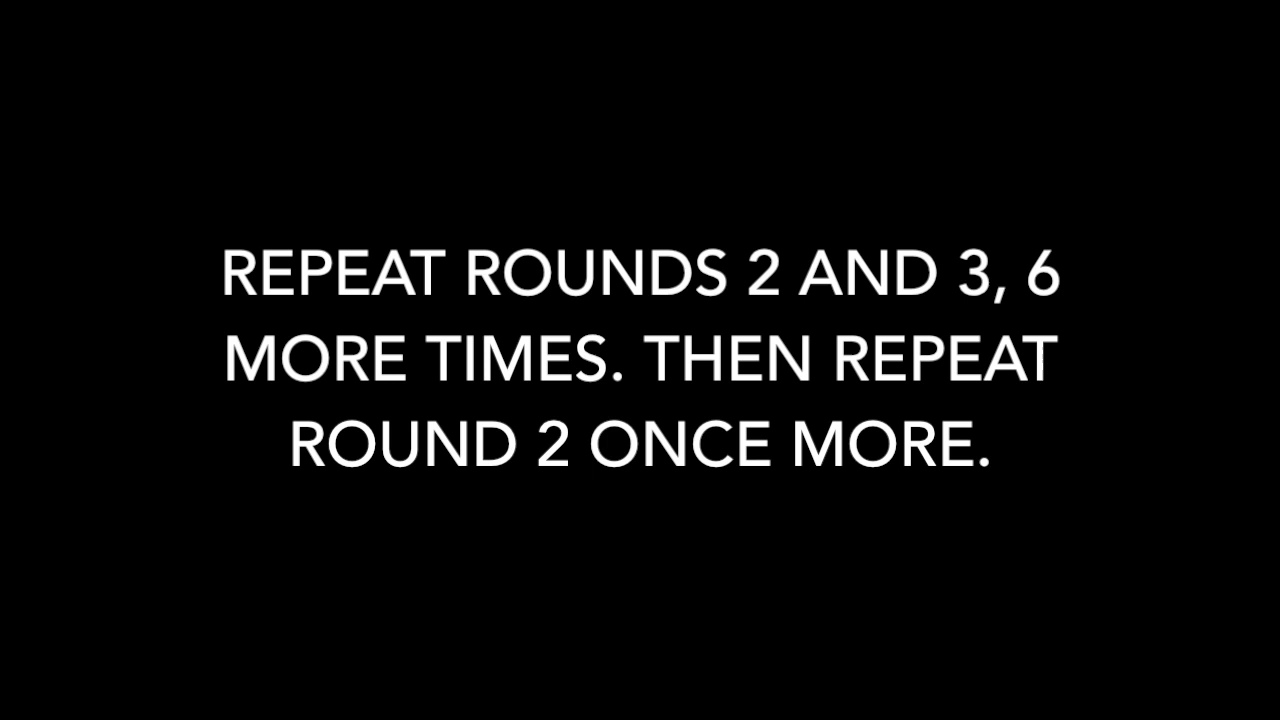 REPEAT ROUNDS 2 AND 3, 6
MORE TIMES. THEN REPEAT
ROUND 2 ONCE MORE.